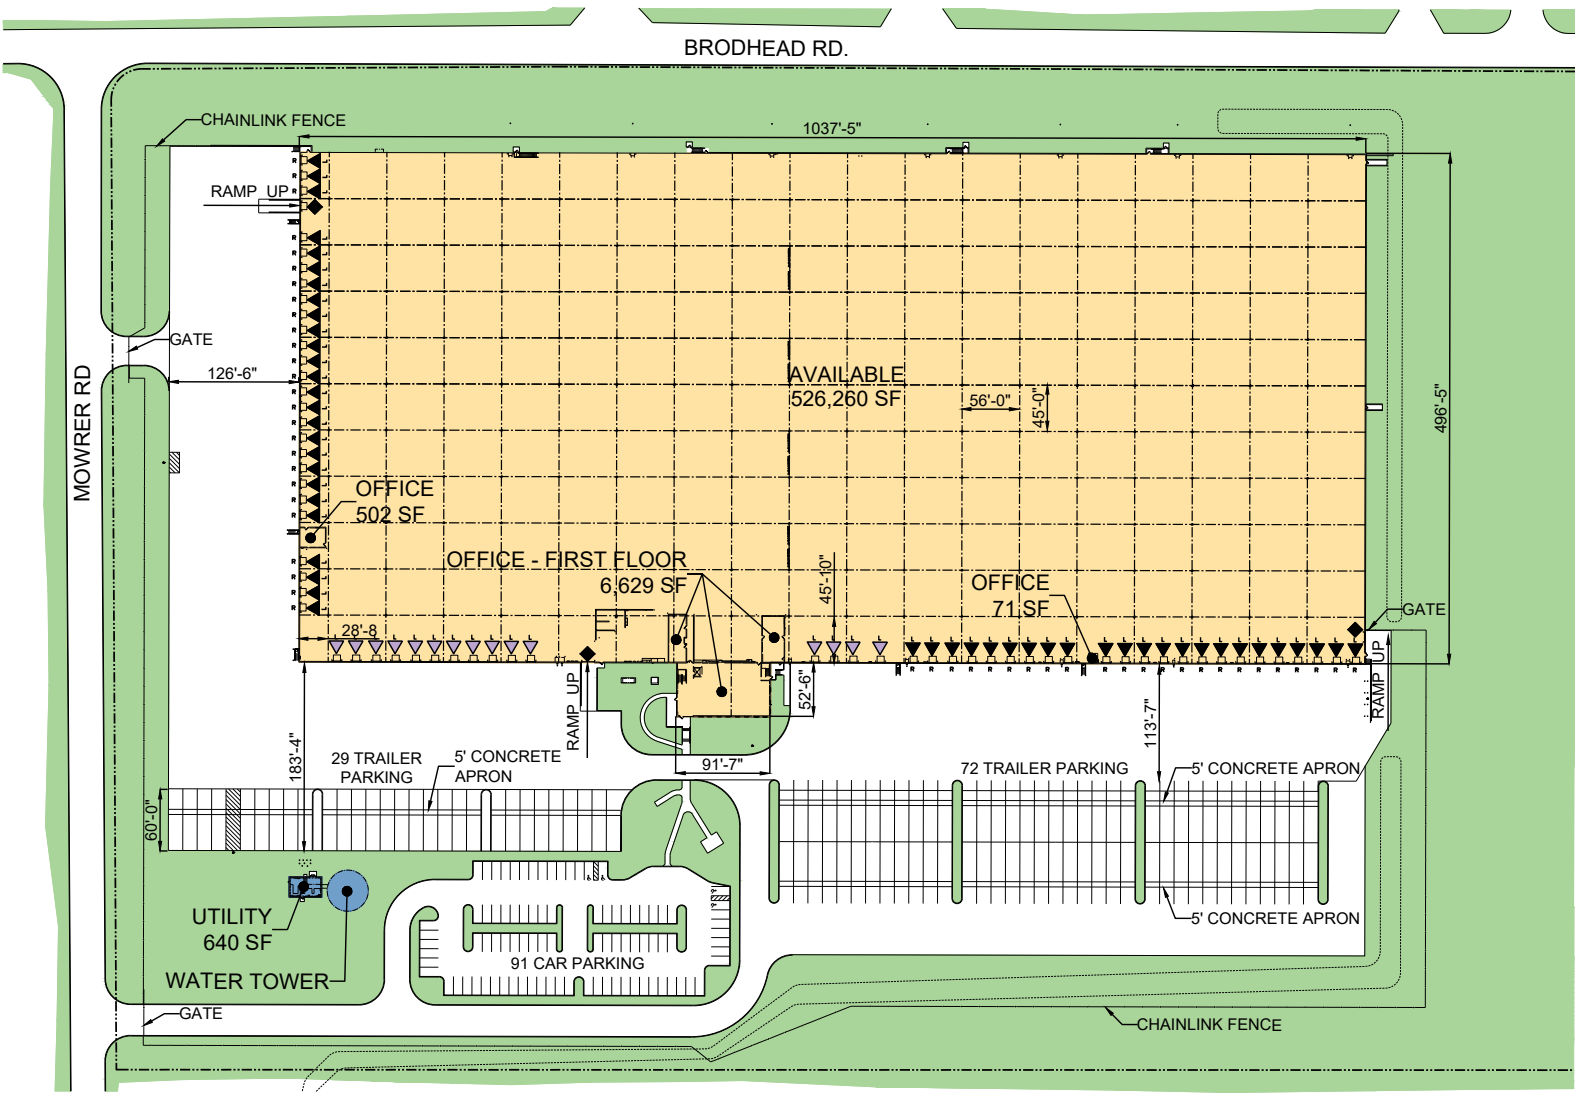 BRODHEAD RD.
CHAINLINK FENCE
1037'-5"
RAMP UP
GATE
126'-6"
MOWRER RD
AVAILABLE
526,260 SF
56'-0"
45'-0"
496'-5"
OFFICE
502 SF
OFFICE - FIRST FLOOR
6,629 SF
45'-10"
OFFICE
71 SF
GATE
28'-8
RAMP UP
RAMP UP
52'-6"
113'-7"
183'-4"
91'-7"
29 TRAILER
PARKING
5' CONCRETE
APRON
72 TRAILER PARKING
5' CONCRETE APRON
60'-0"
UTILITY
640 SF
WATER TOWER
91 CAR PARKING
5' CONCRETE APRON
GATE
CHAINLINK FENCE